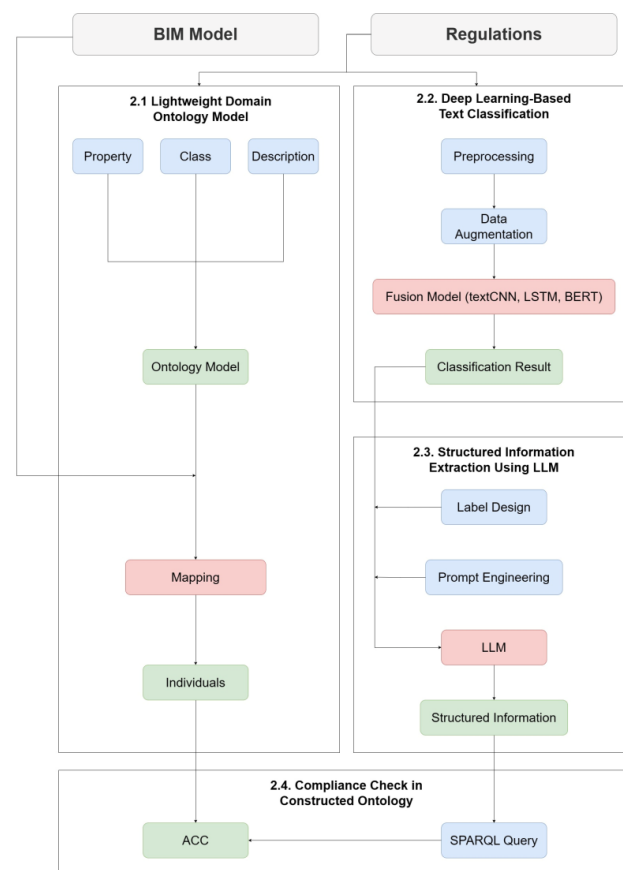 BIM Model
Regulations
2.1 Lightweight Domain
Ontology Model
Property
Class
Description
Ontology Model
Mapping
Individuals
2.2. Deep Learning-Based
Text Classification
Preprocessing
Data
Augmentation
Fusion Model (textCNN, LSTM, BERT)
Classification Result
2.3. Structured Information
Extraction Using LLM
Label Design
Prompt Engineering
LLM
Structured Information
2.4. Compliance Check in
Constructed Ontology
ACC
SPARQL Query